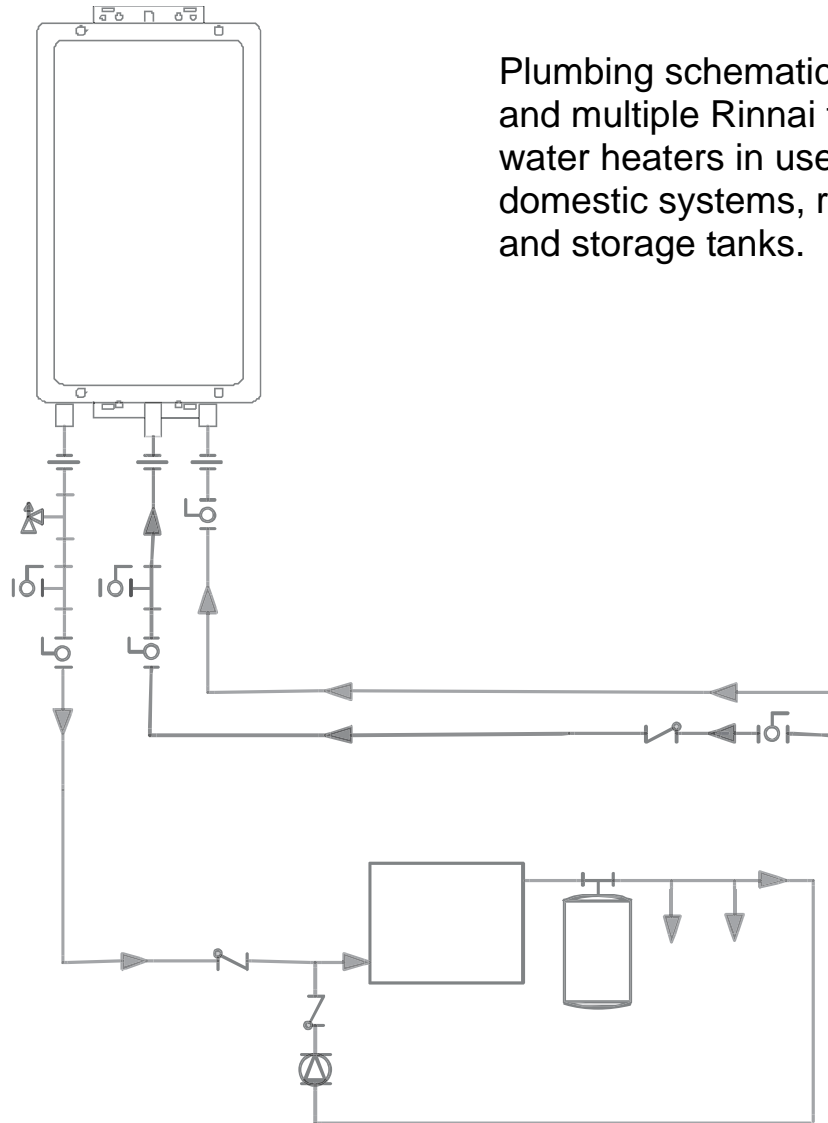 Plumbing schematic
and multiple Rinnai
water heaters in use
domestic systems, r
and storage tanks.